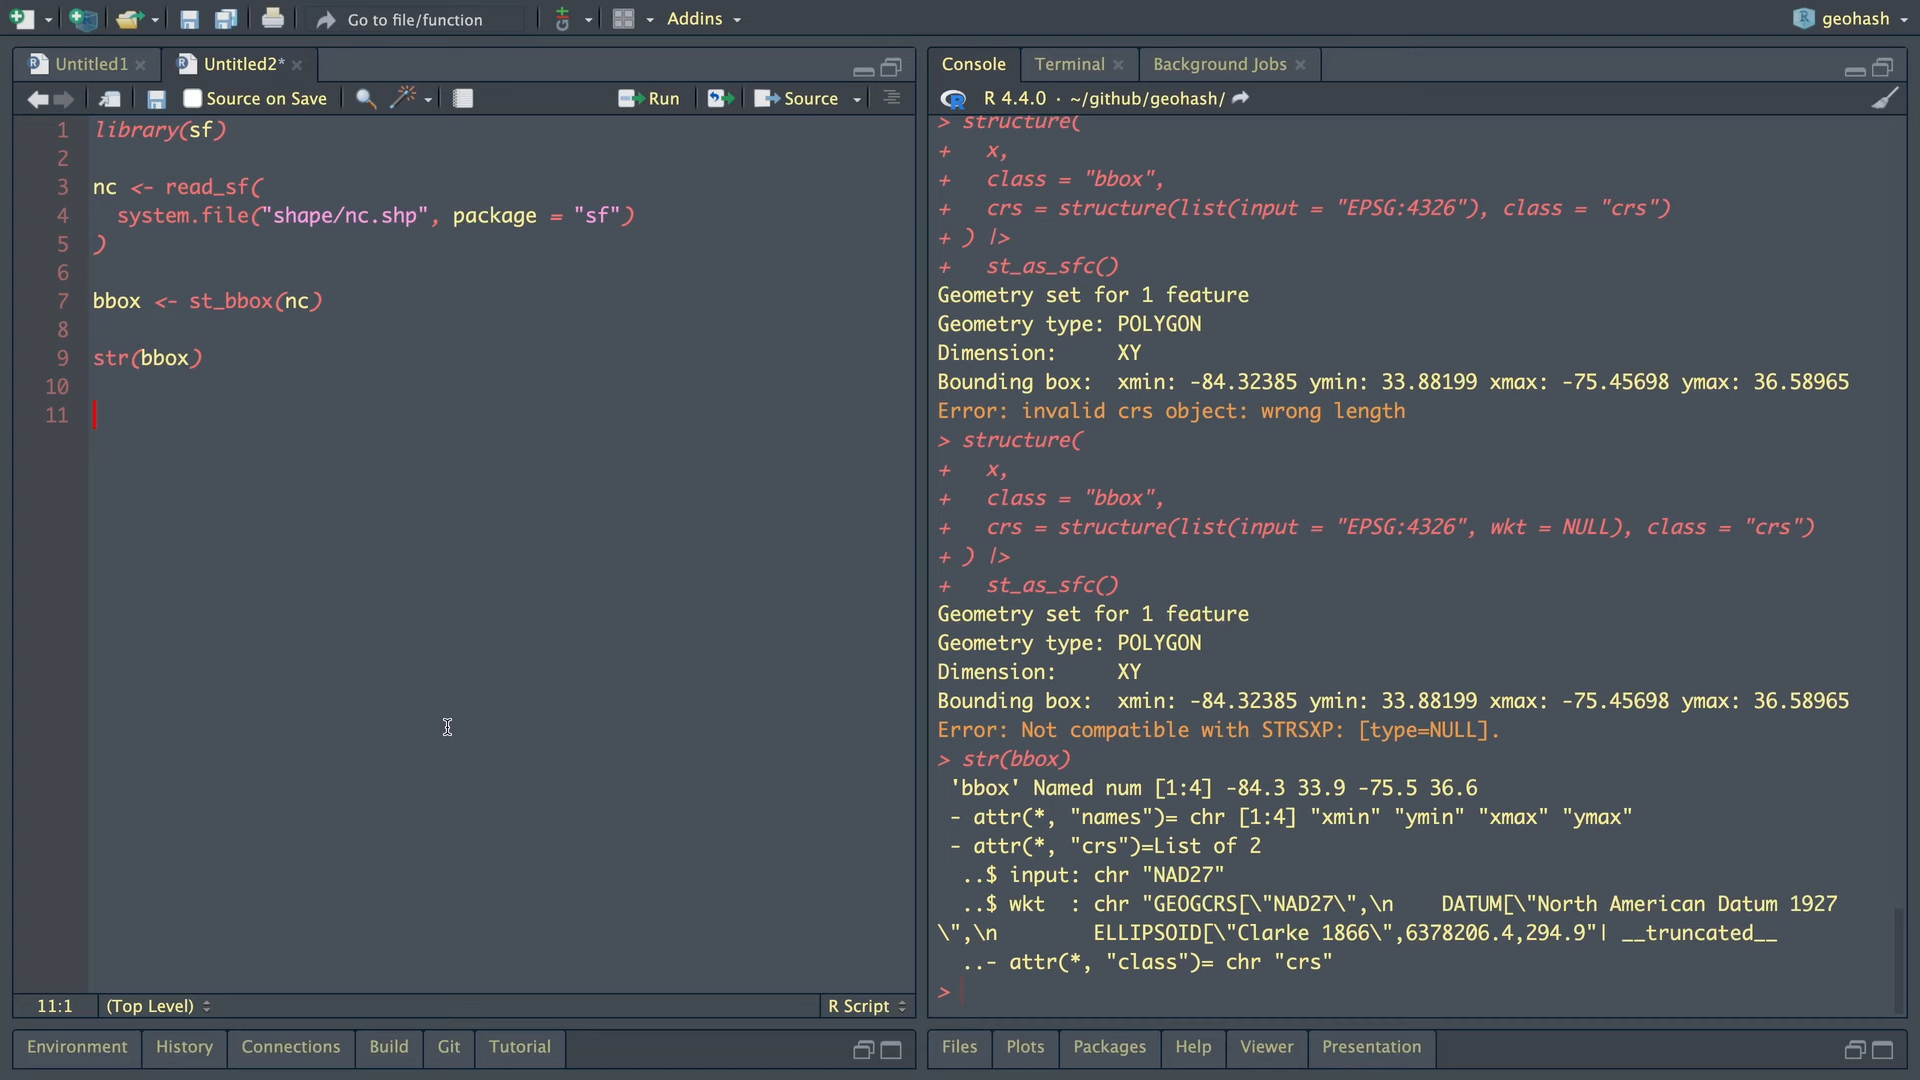 Go to file/function
Addins
geohash
Untitled1
Untitled2*
Source on Save
Run
Source
1 library(sf)
2
3 nc <- read_sf(
4   system.file("shape/nc.shp", package = "sf")
5 )
6
7 bbox <- st_bbox(nc)
8
9 str(bbox)
10
11
11:1
(Top Level)
R Script
Environment
History
Connections
Build
Git
Tutorial
Console
Terminal
Background Jobs
R 4.4.0 · ~/github/geohash/
> structure(
+   x,
+   class = "bbox",
+   crs = structure(list(input = "EPSG:4326"), class = "crs")
+ ) |>
+   st_as_sfc()
Geometry set for 1 feature
Geometry type: POLYGON
Dimension:     XY
Bounding box:  xmin: -84.32385 ymin: 33.88199 xmax: -75.45698 ymax: 36.58965
Error: invalid crs object: wrong length
> structure(
+   x,
+   class = "bbox",
+   crs = structure(list(input = "EPSG:4326", wkt = NULL), class = "crs")
+ ) |>
+   st_as_sfc()
Geometry set for 1 feature
Geometry type: POLYGON
Dimension:     XY
Bounding box:  xmin: -84.32385 ymin: 33.88199 xmax: -75.45698 ymax: 36.58965
Error: Not compatible with STRSXP: [type=NULL].
> str(bbox)
 'bbox' Named num [1:4] -84.3 33.9 -75.5 36.6
 - attr(*, "names")= chr [1:4] "xmin" "ymin" "xmax" "ymax"
 - attr(*, "crs")=List of 2
  ..$ input: chr "NAD27"
  ..$ wkt  : chr "GEOGCRS[\"NAD27\",\n    DATUM[\"North American Datum 1927
\",\n        ELLIPSOID[\"Clarke 1866\",6378206.4,294.9"| __truncated__
  ..- attr(*, "class")= chr "crs"
>
Files
Plots
Packages
Help
Viewer
Presentation